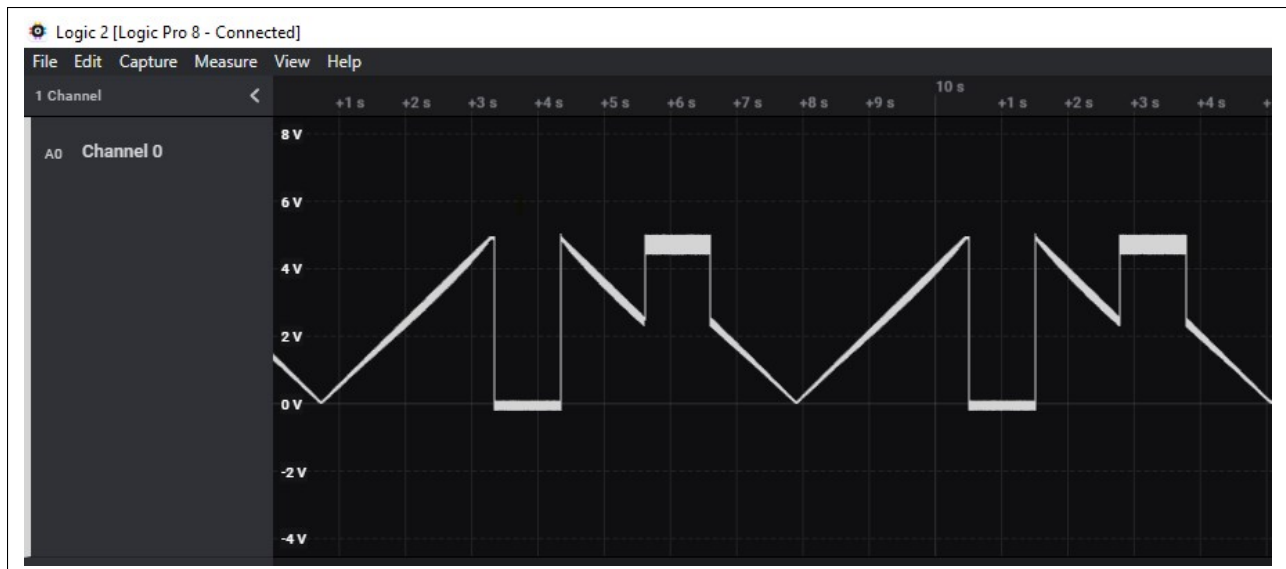 Logic 2 [Logic Pro 8 - Connected]
File Edit Capture Measure View Help
1 Channel
10 s
+1 s +2 s +3 s +4 s +5 s +6 s +7 s +8 s +9 s +1 s +2 s +3 s +4 s +
A0 Channel 0
8 V
6 V
4 V
2 V
0 V
-2 V
-4 V